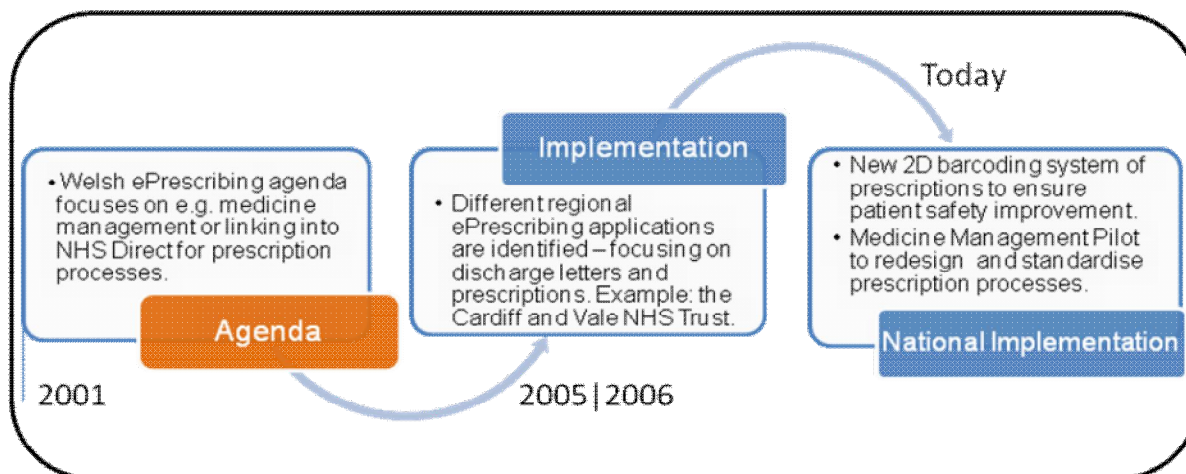 • Welsh ePrescribing agenda
focuses on e.g. medicine
management or linking into
NHS Direct for prescription
processes.
Agenda
2001
Implementation
• Different regional
ePrescribing applications
are identified – focusing on
discharge letters and
prescriptions. Example: the
Cardiff and Vale NHS Trust.
2005|2006
Today
• New 2D barcoding system of
prescriptions to ensure
patient safety improvement.
• Medicine Management Pilot
to redesign and standardise
prescription processes.
National Implementation